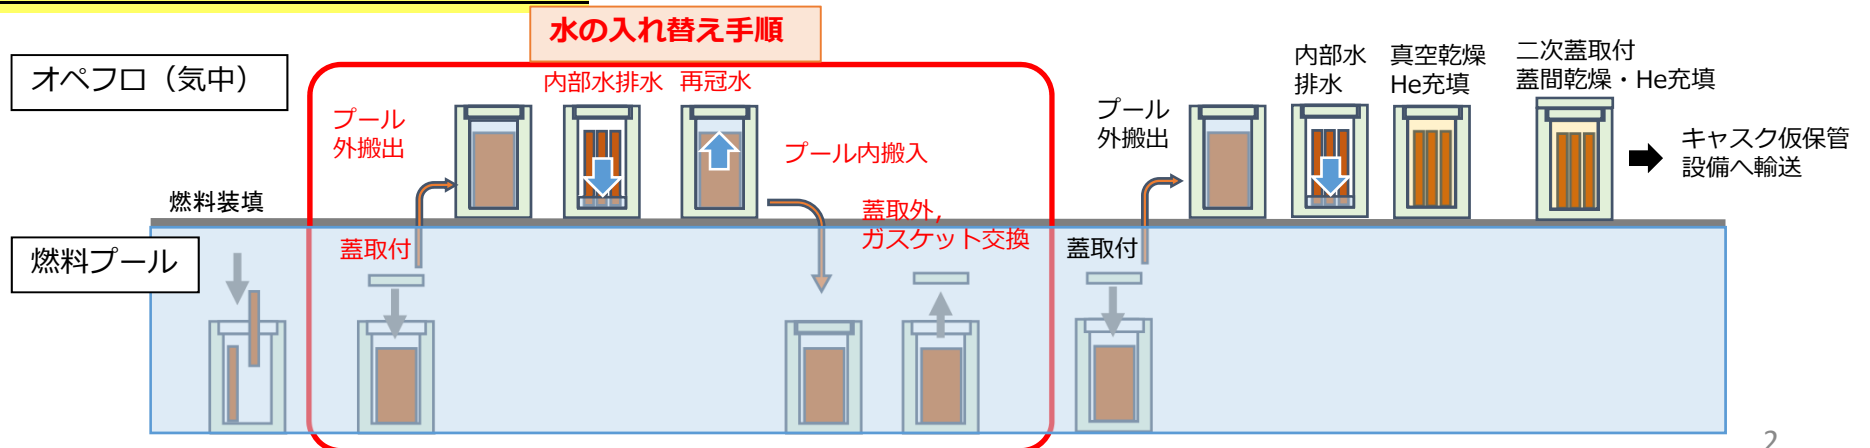 水の入れ替え手順
オペフロ（気中）
プール
外搬出
内部水排水
再冠水
プール内搬入
蓋取外,
ガスケット交換
プール
外搬出
内部水
排水
真空乾燥
He充填
二次蓋取付
蓋間乾燥・He充填
キャスク仮保管
設備へ輸送
燃料装填
燃料プール
蓋取付
蓋取付
2